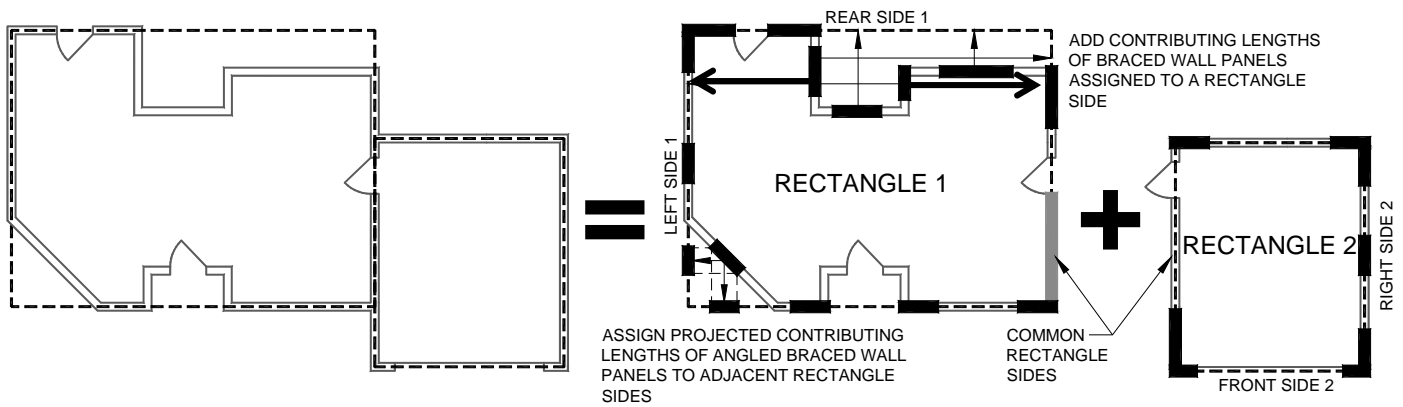 REAR SIDE 1
ADD CONTRIBUTING LENGTHS
OF BRACED WALL PANELS
ASSIGNED TO A RECTANGLE
SIDE
LEFT SIDE 1
RECTANGLE 1
RECTANGLE 2
RIGHT SIDE 2
ASSIGN PROJECTED CONTRIBUTING
LENGTHS OF ANGLED BRACED WALL
PANELS TO ADJACENT RECTANGLE
SIDES
COMMON
RECTANGLE
SIDES
FRONT SIDE 2